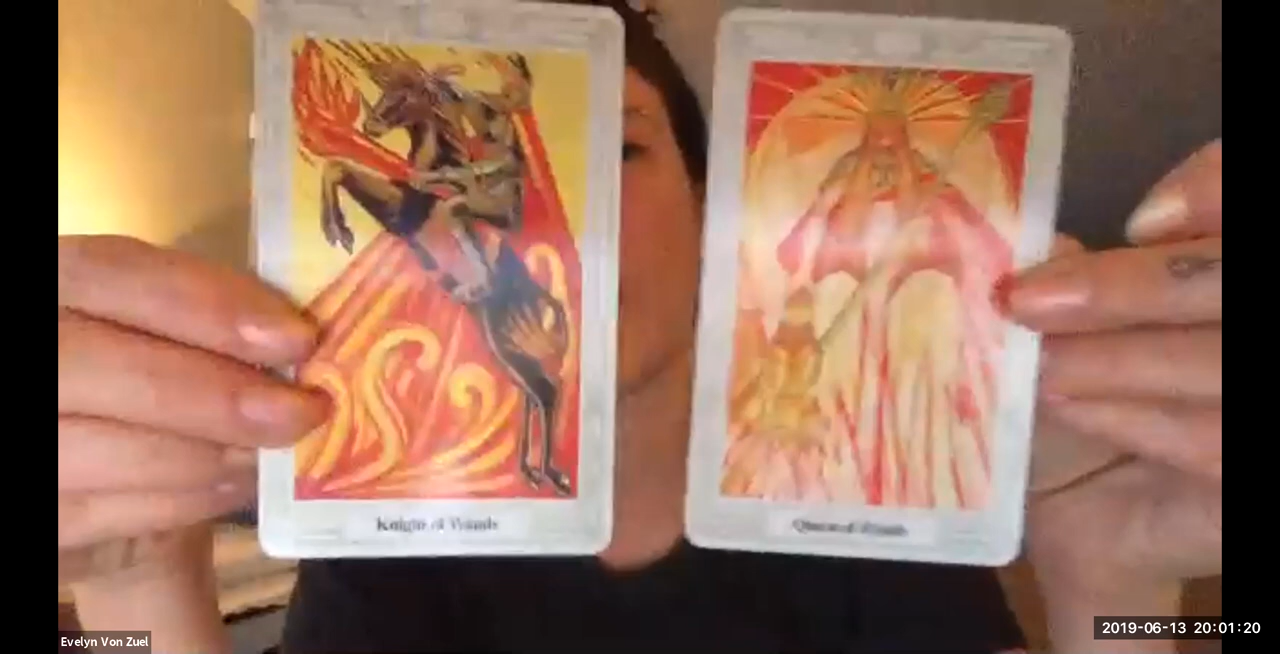 Knight of Wands
Queen of Wands
Evelyn Von Zuel
2019-06-13 20:01:20